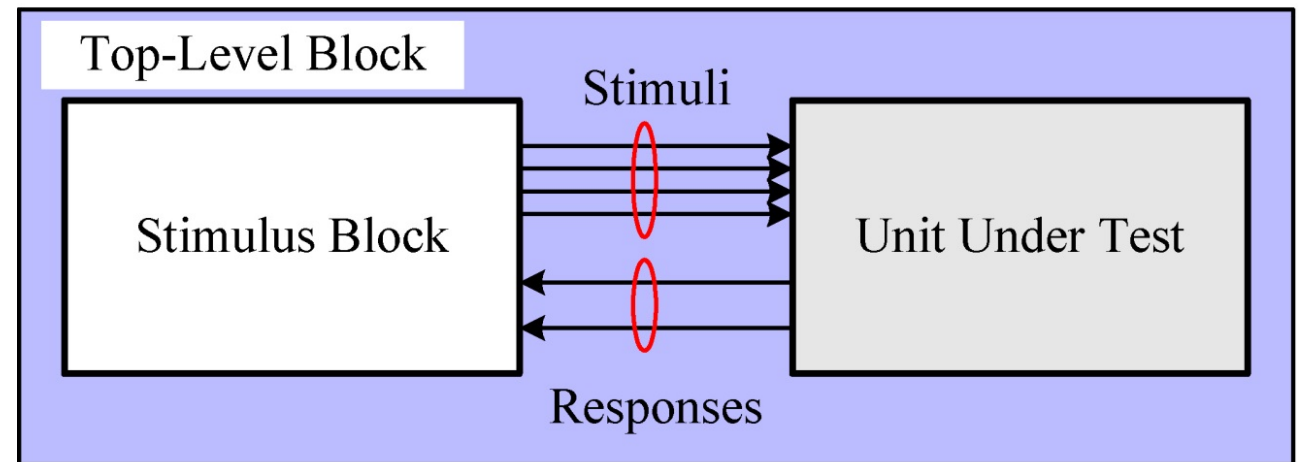 Top-Level Block
Stimuli
Stimulus Block
Unit Under Test
Responses